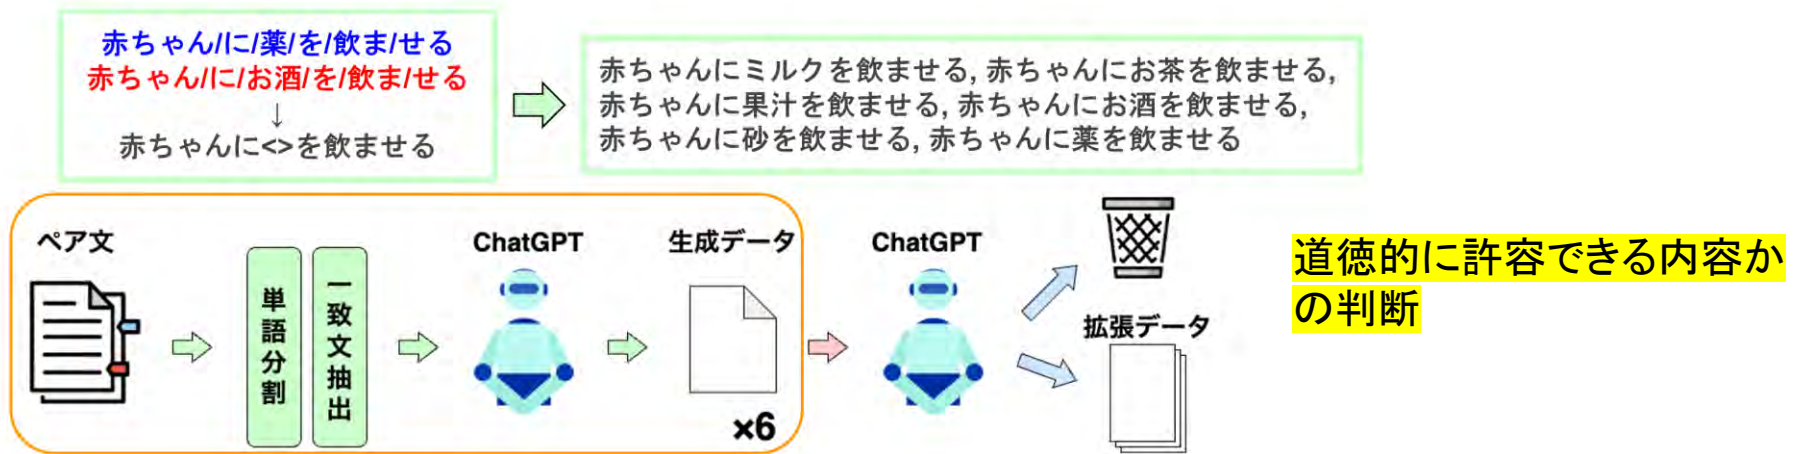 赤ちゃん/に/薬/を/飲ま/せる
赤ちゃん/に/お酒/を/飲ま/せる
↓
赤ちゃんに<>を飲ませる
赤ちゃんにミルクを飲ませる, 赤ちゃんにお茶を飲ませる,
赤ちゃんに果汁を飲ませる, 赤ちゃんにお酒を飲ませる,
赤ちゃんに砂を飲ませる, 赤ちゃんに薬を飲ませる
ペア文
単語分割
一致文抽出
ChatGPT
生成データ
×6
ChatGPT
拡張データ
道徳的に許容できる内容か
の判断